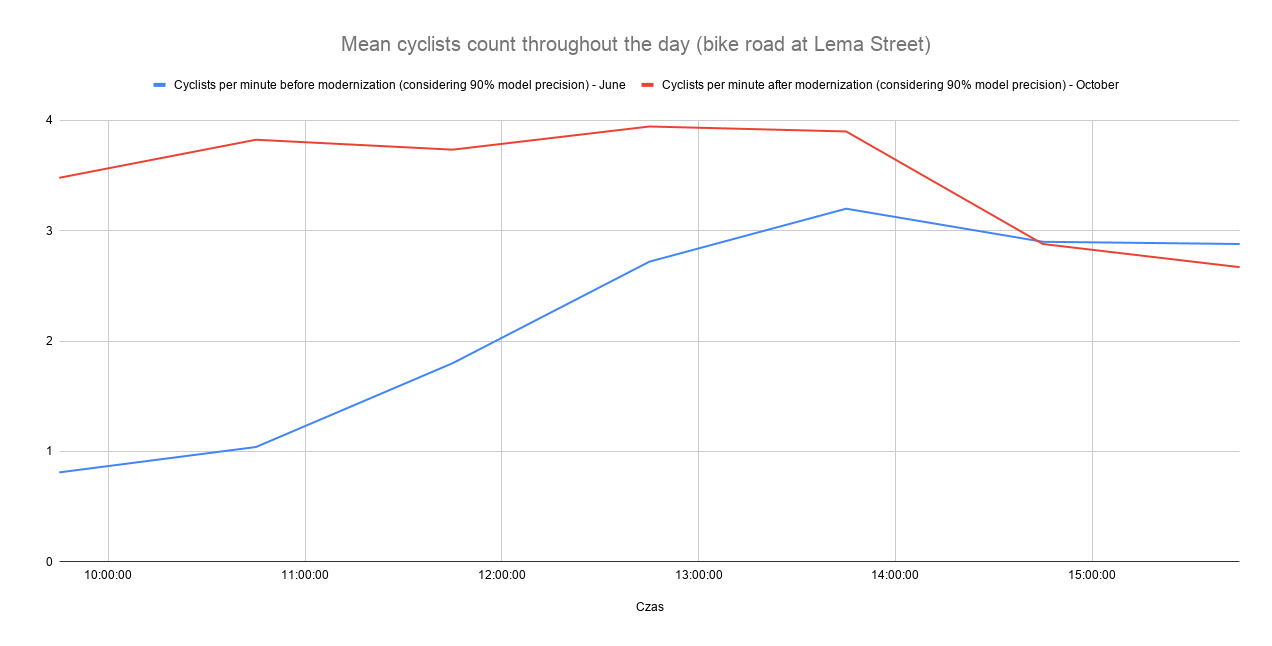 Mean cyclists count throughout the day (bike road at Lema Street)
Cyclists per minute before modernization (considering 90% model precision) - June
Cyclists per minute after modernization (considering 90% model precision) - October
4
3
2
1
0
10:00:00 11:00:00 12:00:00 13:00:00 14:00:00 15:00:00
Czas